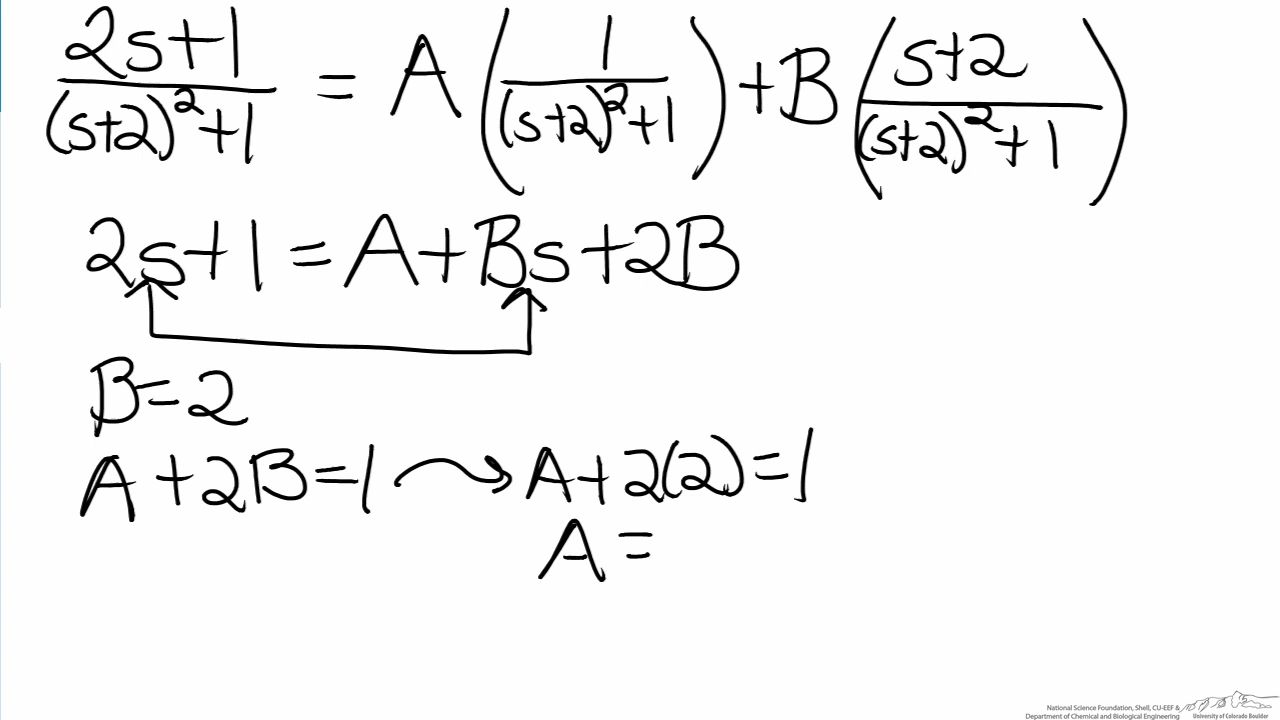 2s+1 / (s+2)²+1 = A(1 / (s+2)²+1) + B(s+2 / (s+2)²+1)
2s+1 = A+Bs+2B
B=2
A+2B=1 → A+2(2)=1
A=
National Science Foundation, Shell, CU-EEF &
Department of Chemical and Biological Engineering
University of Colorado Boulder